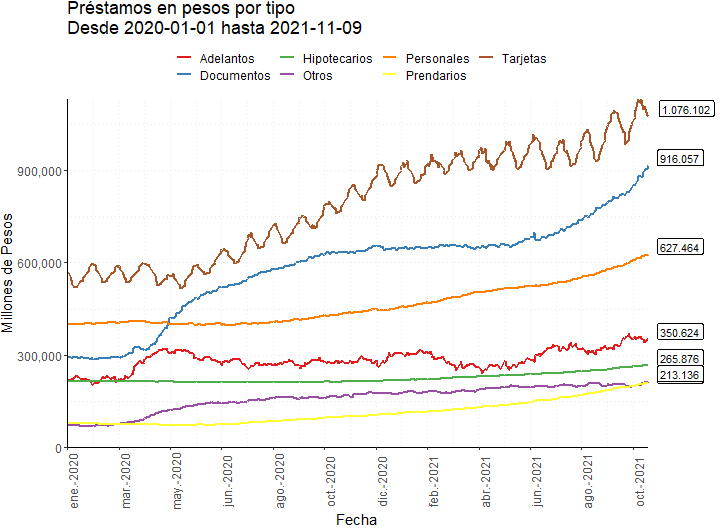 Préstamos en pesos por tipo
Desde 2020-01-01 hasta 2021-11-09
Adelantos Hipotecarios Personales Tarjetas
Documentos Otros Prendarios
1.076.102
916.057
627.464
350.624
265.876
213.136
900,000
600,000
300,000
0
Millones de Pesos
ene.-2020 mar.-2020 may.-2020 jun.-2020 ago.-2020 oct.-2020 dic.-2020 feb.-2021 abr.-2021 jun.-2021 ago.-2021 oct.-2021
Fecha